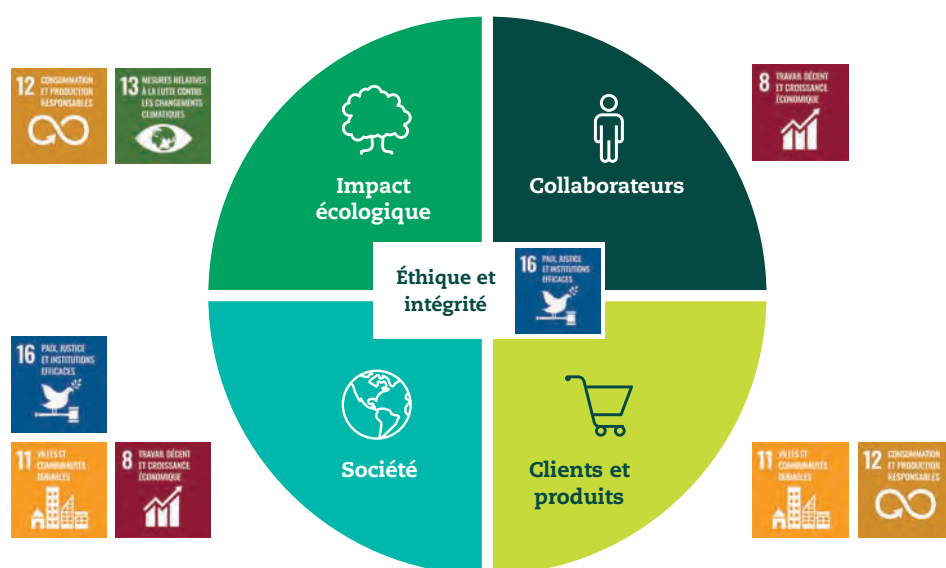 12 CONSOMMATION
ET PRODUCTION
RESPONSABLES
13 MESURES RELATIVES
À LA LUTTE CONTRE
LES CHANGEMENTS
CLIMATIQUES
Impact
écologique
Collaborateurs
8 TRAVAIL DÉCENT
ET CROISSANCE
ÉCONOMIQUE
Éthique et
intégrité
16 PAIX, JUSTICE
ET INSTITUTIONS
EFFICACES
16 PAIX, JUSTICE
ET INSTITUTIONS
EFFICACES
11 VILLES ET
COMMUNAUTÉS
DURABLES
8 TRAVAIL DÉCENT
ET CROISSANCE
ÉCONOMIQUE
Société
Clients et
produits
11 VILLES ET
COMMUNAUTÉS
DURABLES
12 CONSOMMATION
ET PRODUCTION
RESPONSABLES